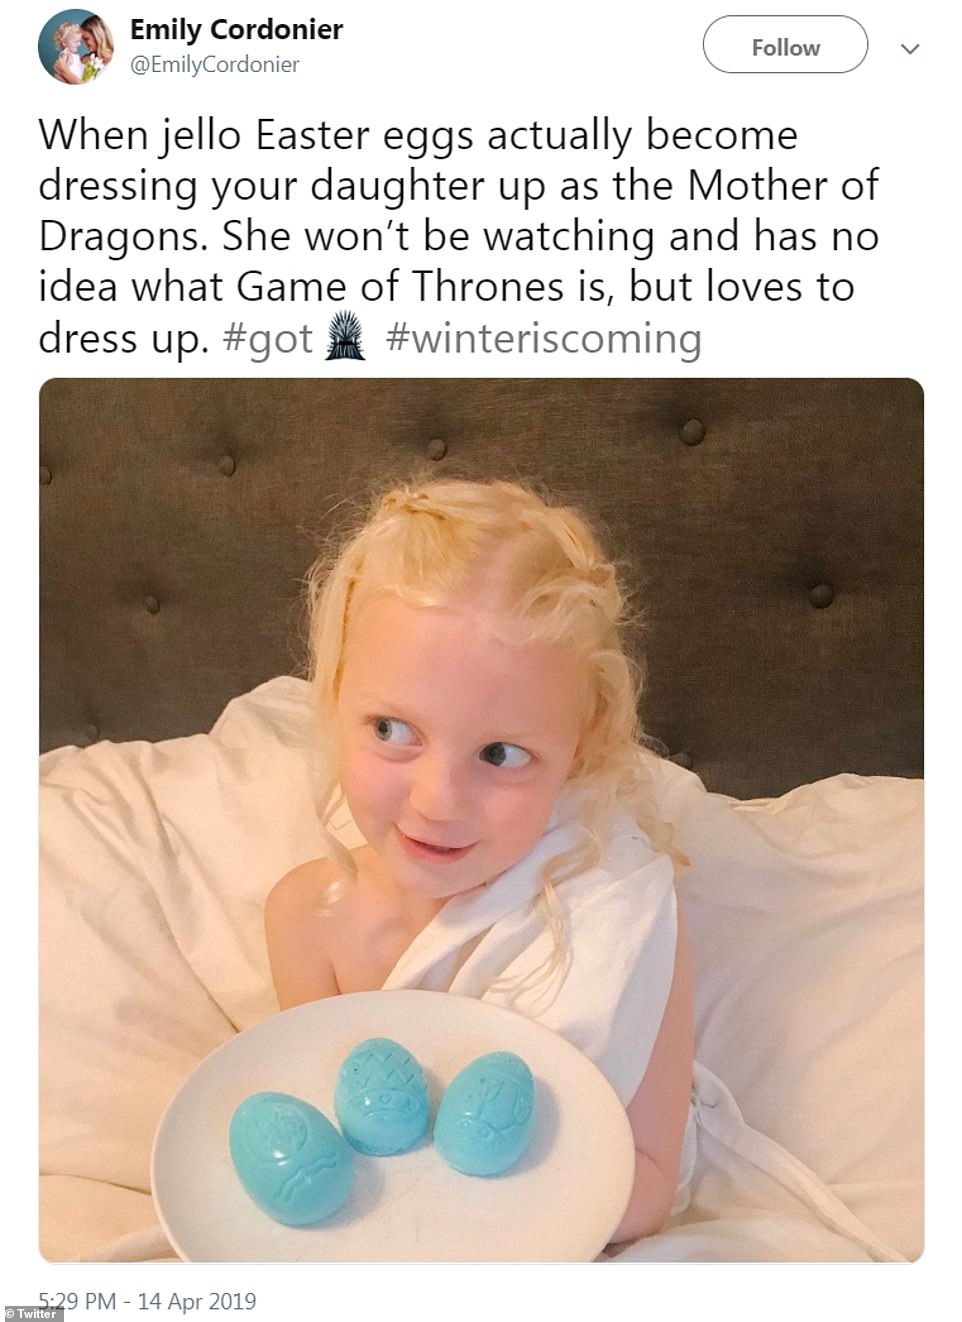 Emily Cordonier
@EmilyCordonier
Follow
When jello Easter eggs actually become
dressing your daughter up as the Mother of
Dragons. She won’t be watching and has no
idea what Game of Thrones is, but loves to
dress up. #got #winteriscoming
5:29 PM - 14 Apr 2019
© Twitter